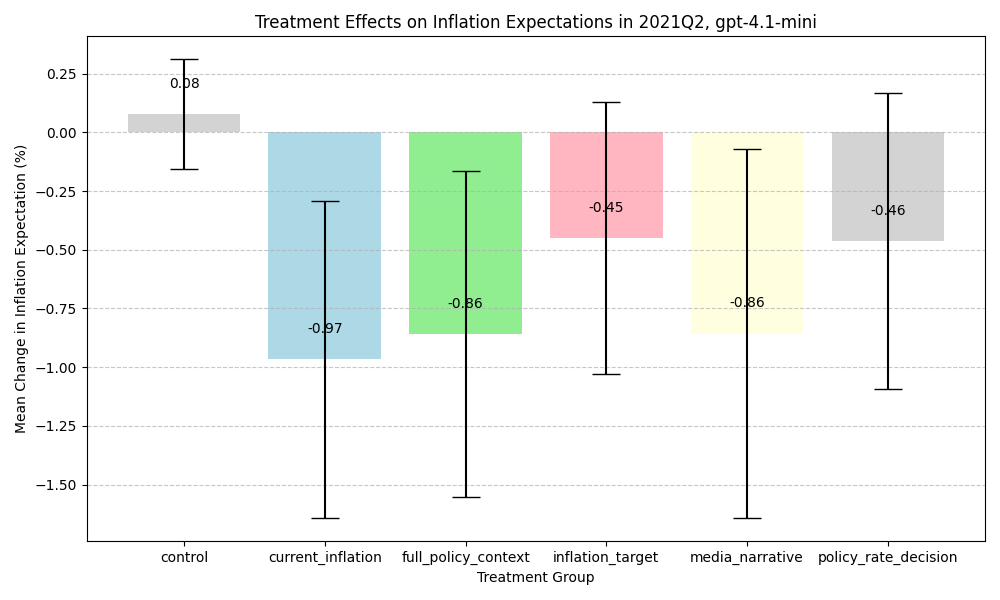 Treatment Effects on Inflation Expectations in 2021Q2, gpt-4.1-mini
Mean Change in Inflation Expectation (%)
0.25
0.00
−0.25
−0.50
−0.75
−1.00
−1.25
−1.50
0.08
-0.97
-0.86
-0.45
-0.86
-0.46
control
current_inflation
full_policy_context
inflation_target
media_narrative
policy_rate_decision
Treatment Group